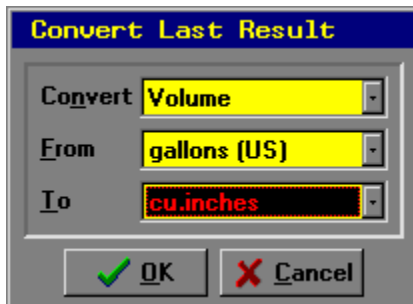 Convert Last Result
Convert Volume
From gallons (US)
To cu.inches
OK Cancel